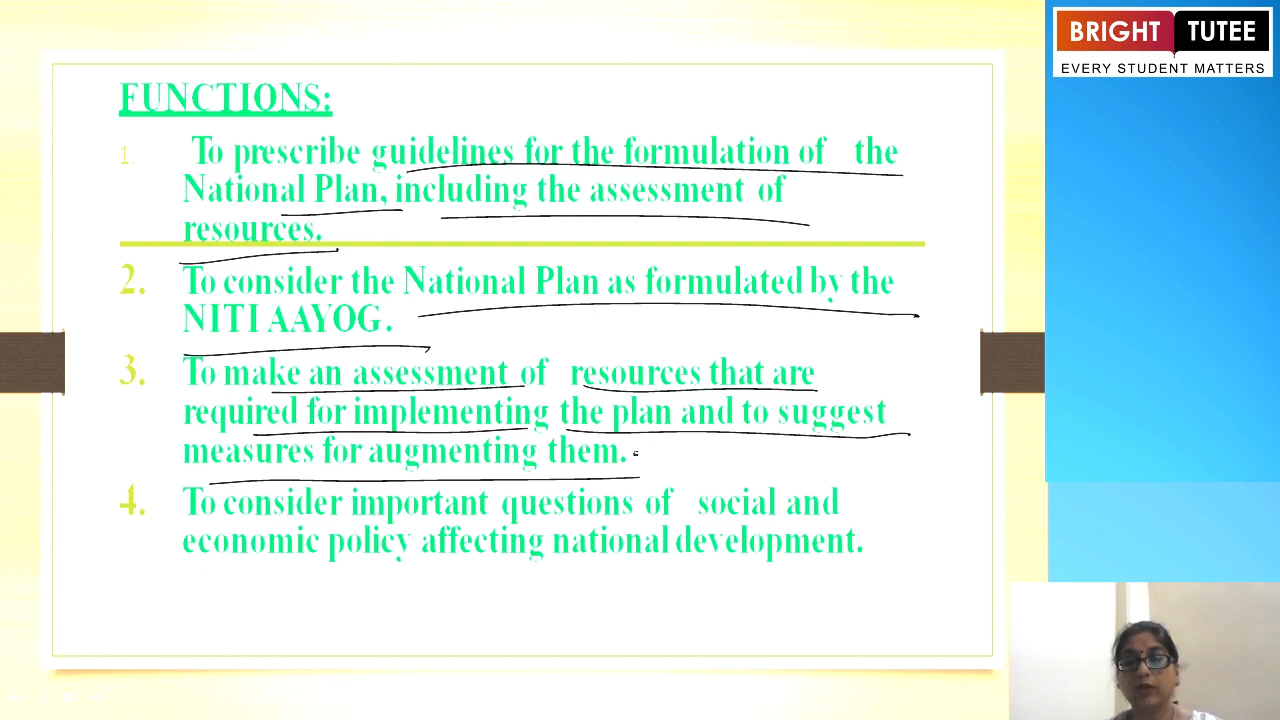 BRIGHT TUTEE
EVERY STUDENT MATTERS
FUNCTIONS:
1. To prescribe guidelines for the formulation of the
National Plan, including the assessment of
resources.
2. To consider the National Plan as formulated by the
NITI AAYOG.
3. To make an assessment of resources that are
required for implementing the plan and to suggest
measures for augmenting them.
4. To consider important questions of social and
economic policy affecting national development.